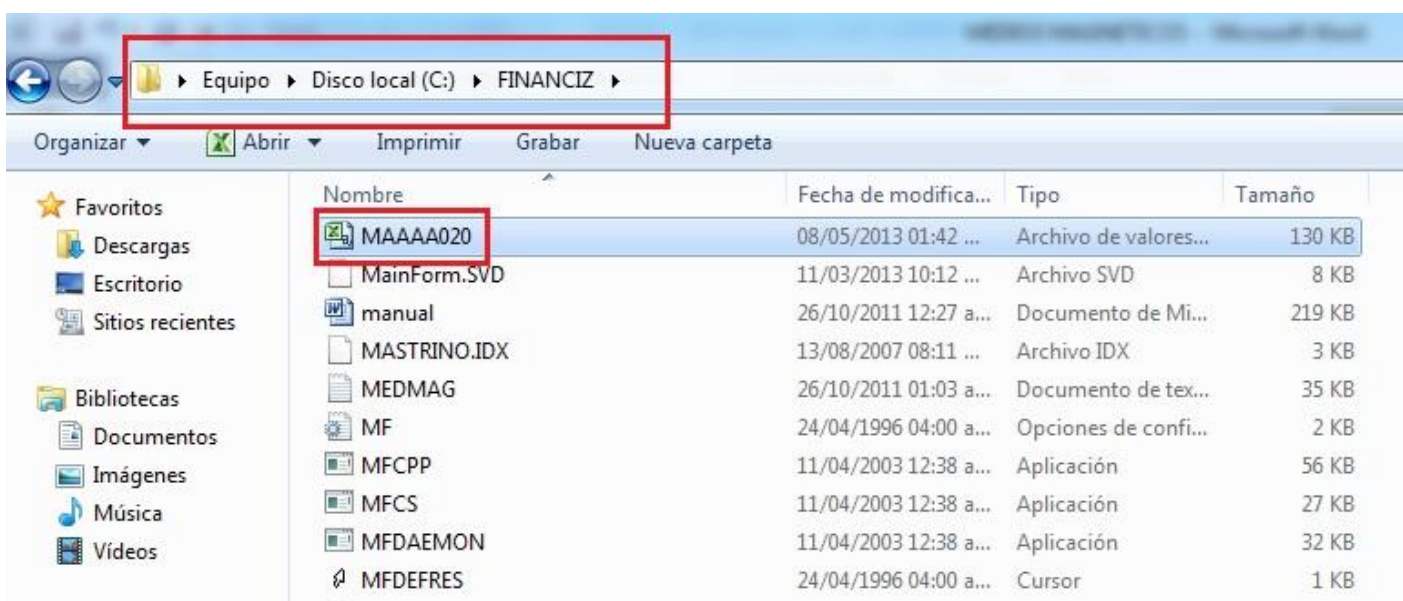 Equipo Disco local (C:) FINANCIZ
Organizar Abrir Imprimir Grabar Nueva carpeta
Favoritos
Descargas
Escritorio
Sitios recientes
Bibliotecas
Documentos
Imágenes
Música
Vídeos
Nombre Fecha de modifica... Tipo Tamaño
MAAAA020 08/05/2013 01:42 ... Archivo de valores... 130 KB
MainForm.SVD 11/03/2013 10:12 ... Archivo SVD 8 KB
manual 26/10/2011 12:27 a... Documento de Mi... 219 KB
MASTRINO.IDX 13/08/2007 08:11 ... Archivo IDX 3 KB
MEDMAG 26/10/2011 01:03 a... Documento de tex... 35 KB
MF 24/04/1996 04:00 a... Opciones de confi... 2 KB
MFCPP 11/04/2003 12:38 a... Aplicación 56 KB
MFCS 11/04/2003 12:38 a... Aplicación 27 KB
MFDAEMON 11/04/2003 12:38 a... Aplicación 32 KB
MFDEFRES 24/04/1996 04:00 a... Cursor 1 KB